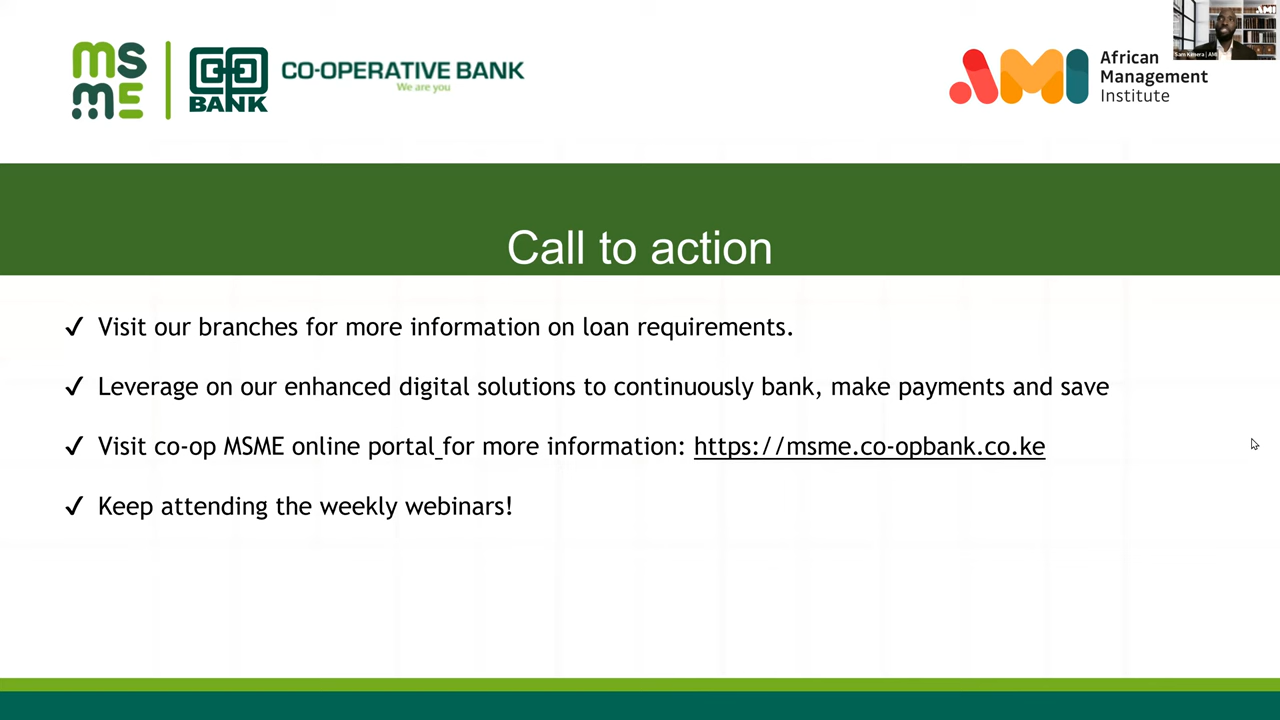 MSME
BANK
CO-OPERATIVE BANK
We are you
AMI
African
Management
Institute
AMI
Call to action
✓ Visit our branches for more information on loan requirements.
✓ Leverage on our enhanced digital solutions to continuously bank, make payments and save
✓ Visit co-op MSME online portal for more information: https://msme.co-opbank.co.ke
✓ Keep attending the weekly webinars!